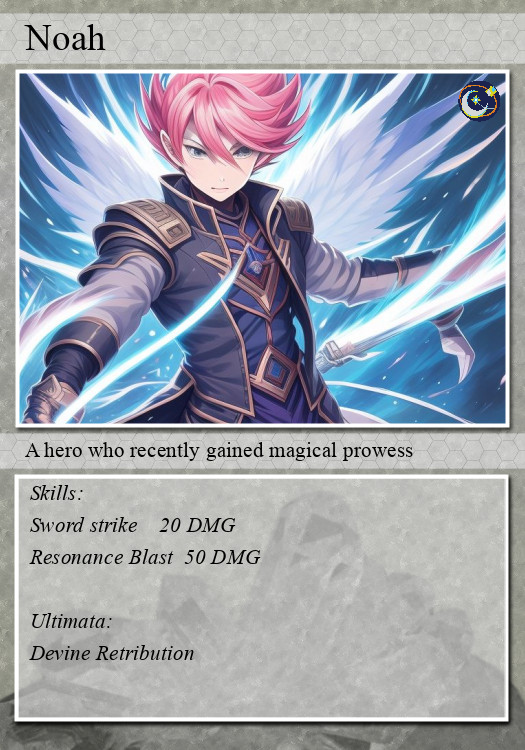 Noah
A hero who recently gained magical prowess
Skills:
Sword strike 20 DMG
Resonance Blast 50 DMG
Ultimata:
Devine Retribution